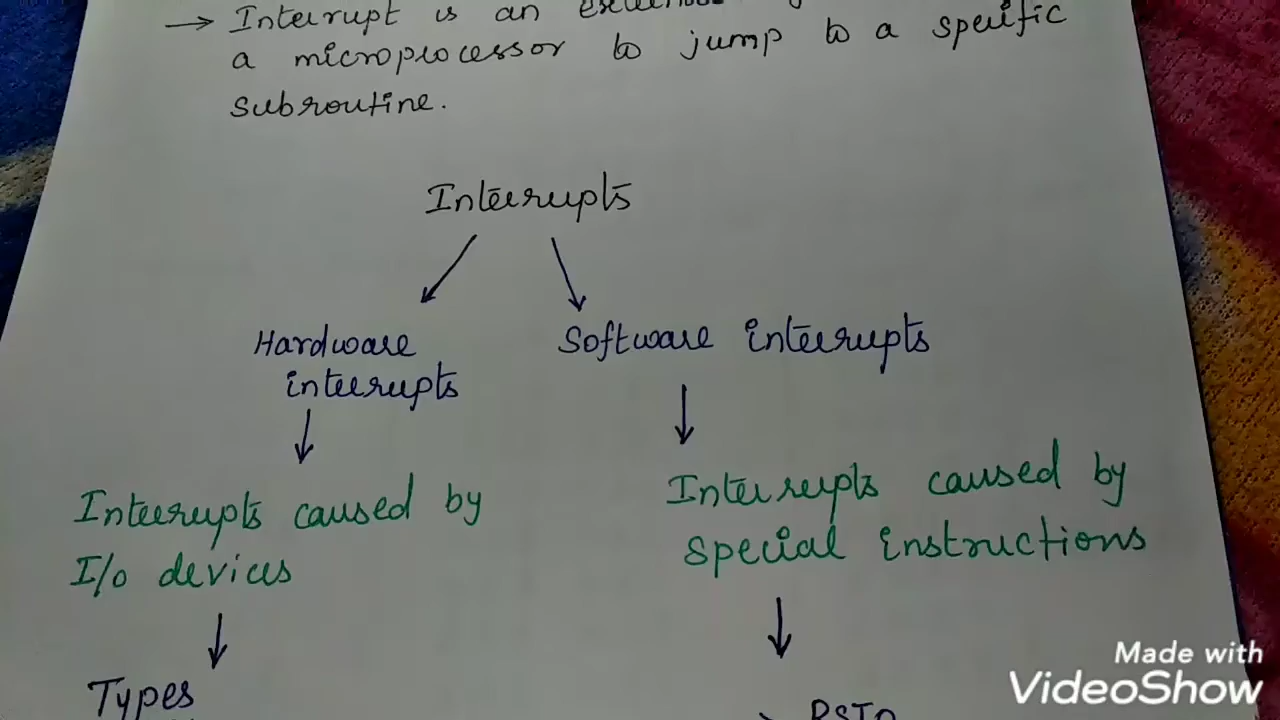 → Interrupt is an
a microprocessor to jump to a specific
subroutine.
Interrupts
Hardware
interrupts
Software interrupts
Interrupts caused by
I/o devices
Interrupts caused by
special instructions
Types
Made with
VideoShow